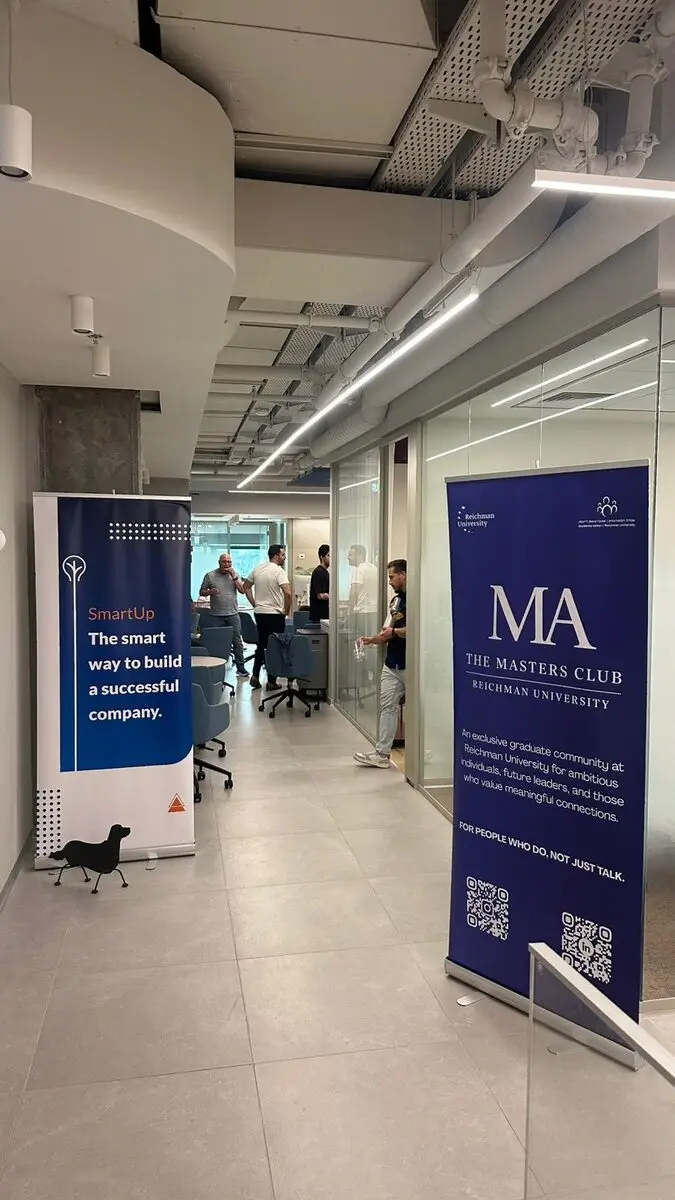 SmartUp
The smart
way to build
a successful
company.
Reichman
University
MA
THE MASTERS CLUB
REICHMAN UNIVERSITY
An exclusive graduate community at
Reichman University for ambitious
individuals, future leaders, and those
who value meaningful connections.
FOR PEOPLE WHO DO, NOT JUST TALK.
in